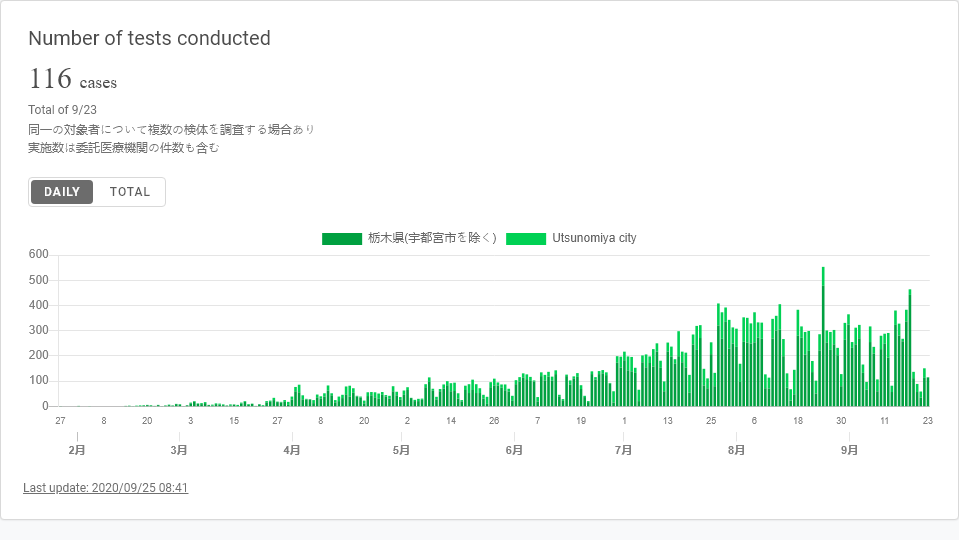 Number of tests conducted
116 cases
Total of 9/23
同一の対象者について複数の検体を調査する場合あり
実施数は委託医療機関の件数も含む
DAILY TOTAL
栃木県(宇都宮市を除く) Utsunomiya city
600
500
400
300
200
100
0
27 8 20 3 15 27 8 20 2 14 26 7 19 1 13 25 6 18 30 11 23
2月 3月 4月 5月 6月 7月 8月 9月
Last update: 2020/09/25 08:41